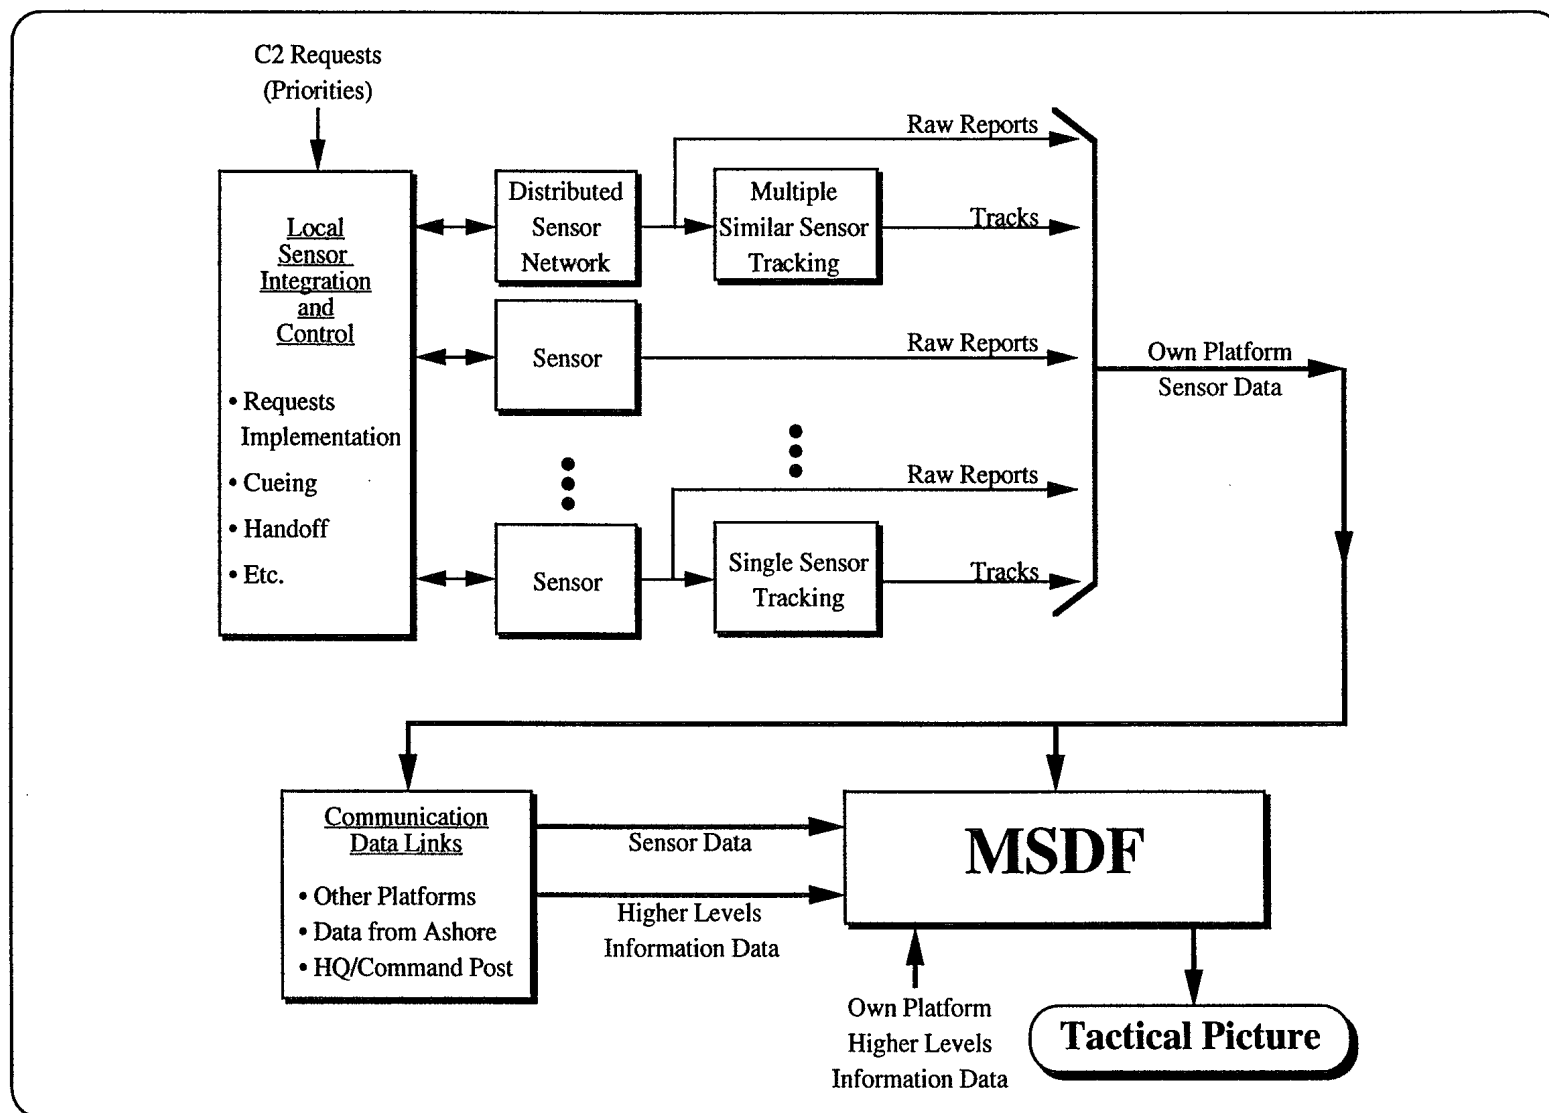 C2 Requests
(Priorities)
Local
Sensor
Integration
and
Control
• Requests
Implementation
• Cueing
• Handoff
• Etc.
Distributed
Sensor
Network
Multiple
Similar Sensor
Tracking
Raw Reports
Tracks
Sensor
Raw Reports
Sensor
Single Sensor
Tracking
Raw Reports
Tracks
Own Platform
Sensor Data
Communication
Data Links
• Other Platforms
• Data from Ashore
• HQ/Command Post
Sensor Data
Higher Levels
Information Data
MSDF
Own Platform
Higher Levels
Information Data
Tactical Picture